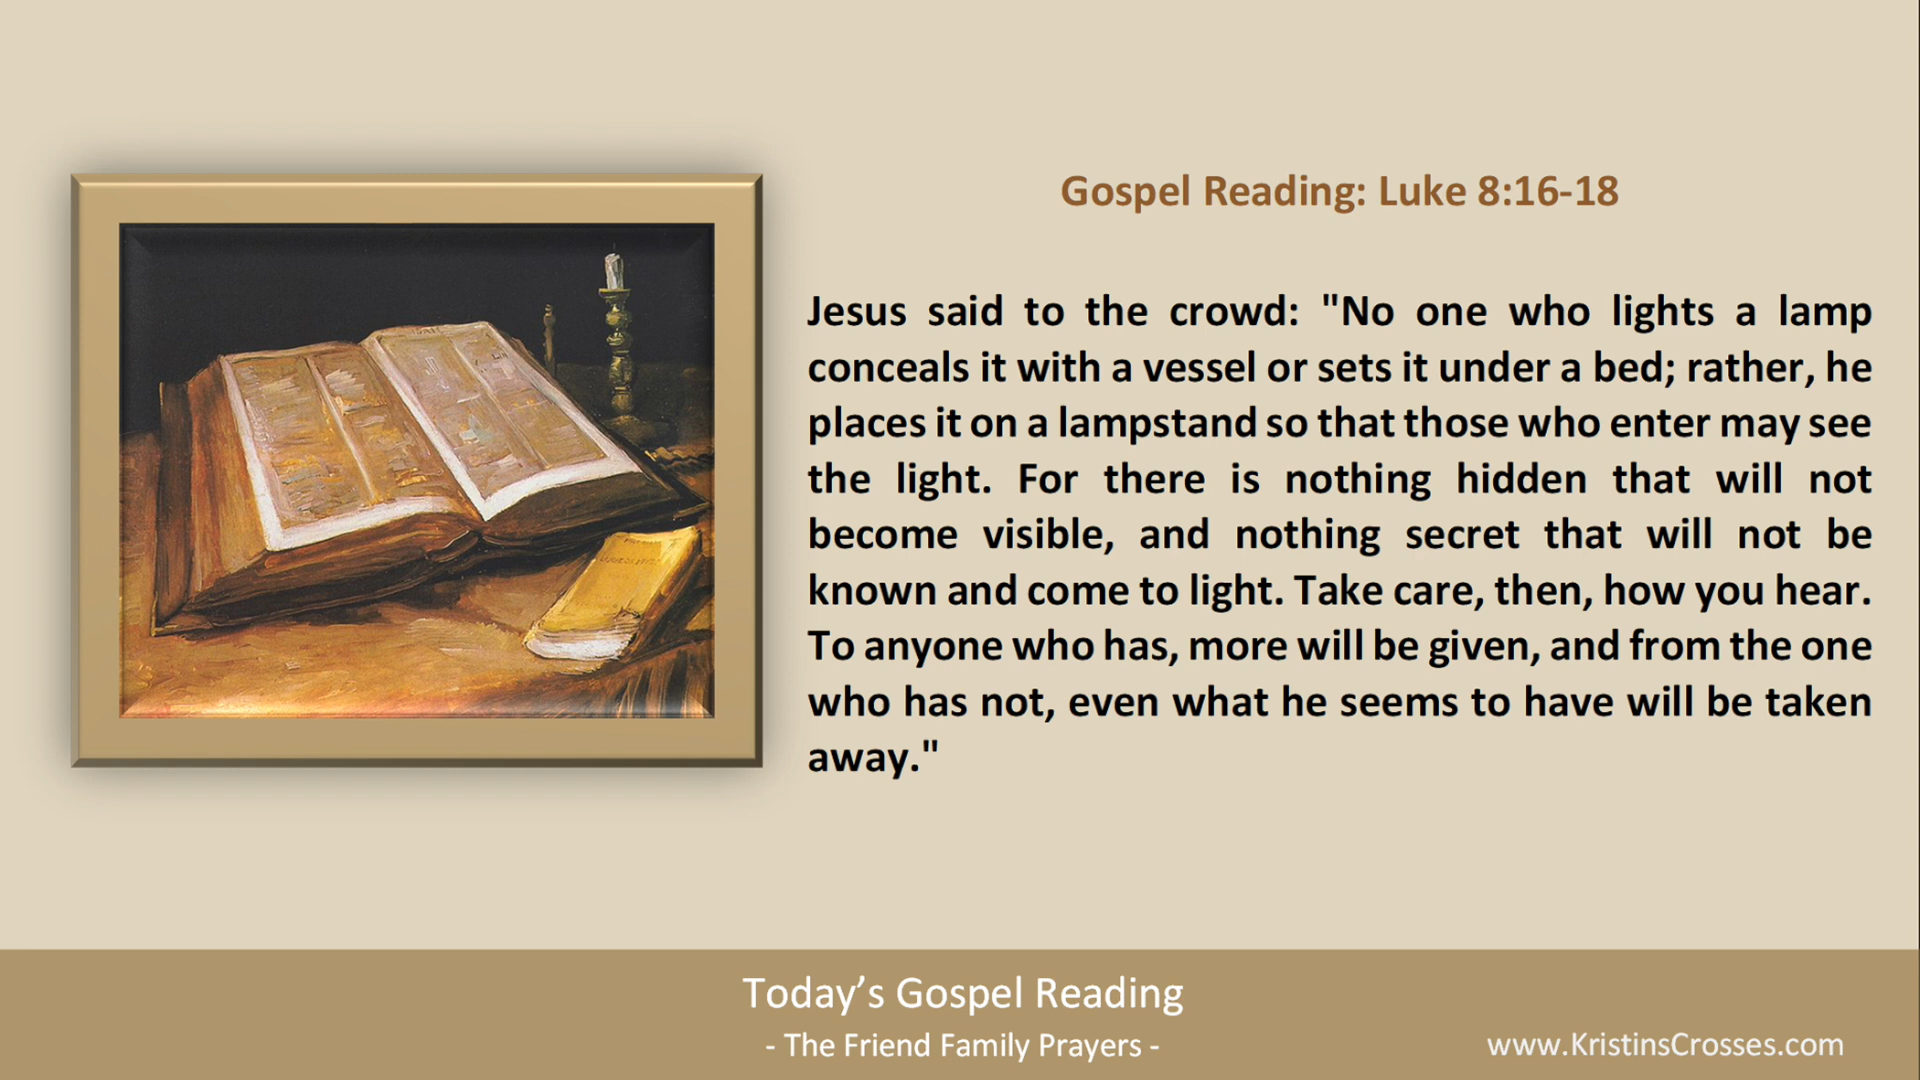 Gospel Reading: Luke 8:16-18
Jesus said to the crowd: "No one who lights a lamp
conceals it with a vessel or sets it under a bed; rather, he
places it on a lampstand so that those who enter may see
the light. For there is nothing hidden that will not
become visible, and nothing secret that will not be
known and come to light. Take care, then, how you hear.
To anyone who has, more will be given, and from the one
who has not, even what he seems to have will be taken
away."
Today’s Gospel Reading
- The Friend Family Prayers -
www.KristinsCrosses.com